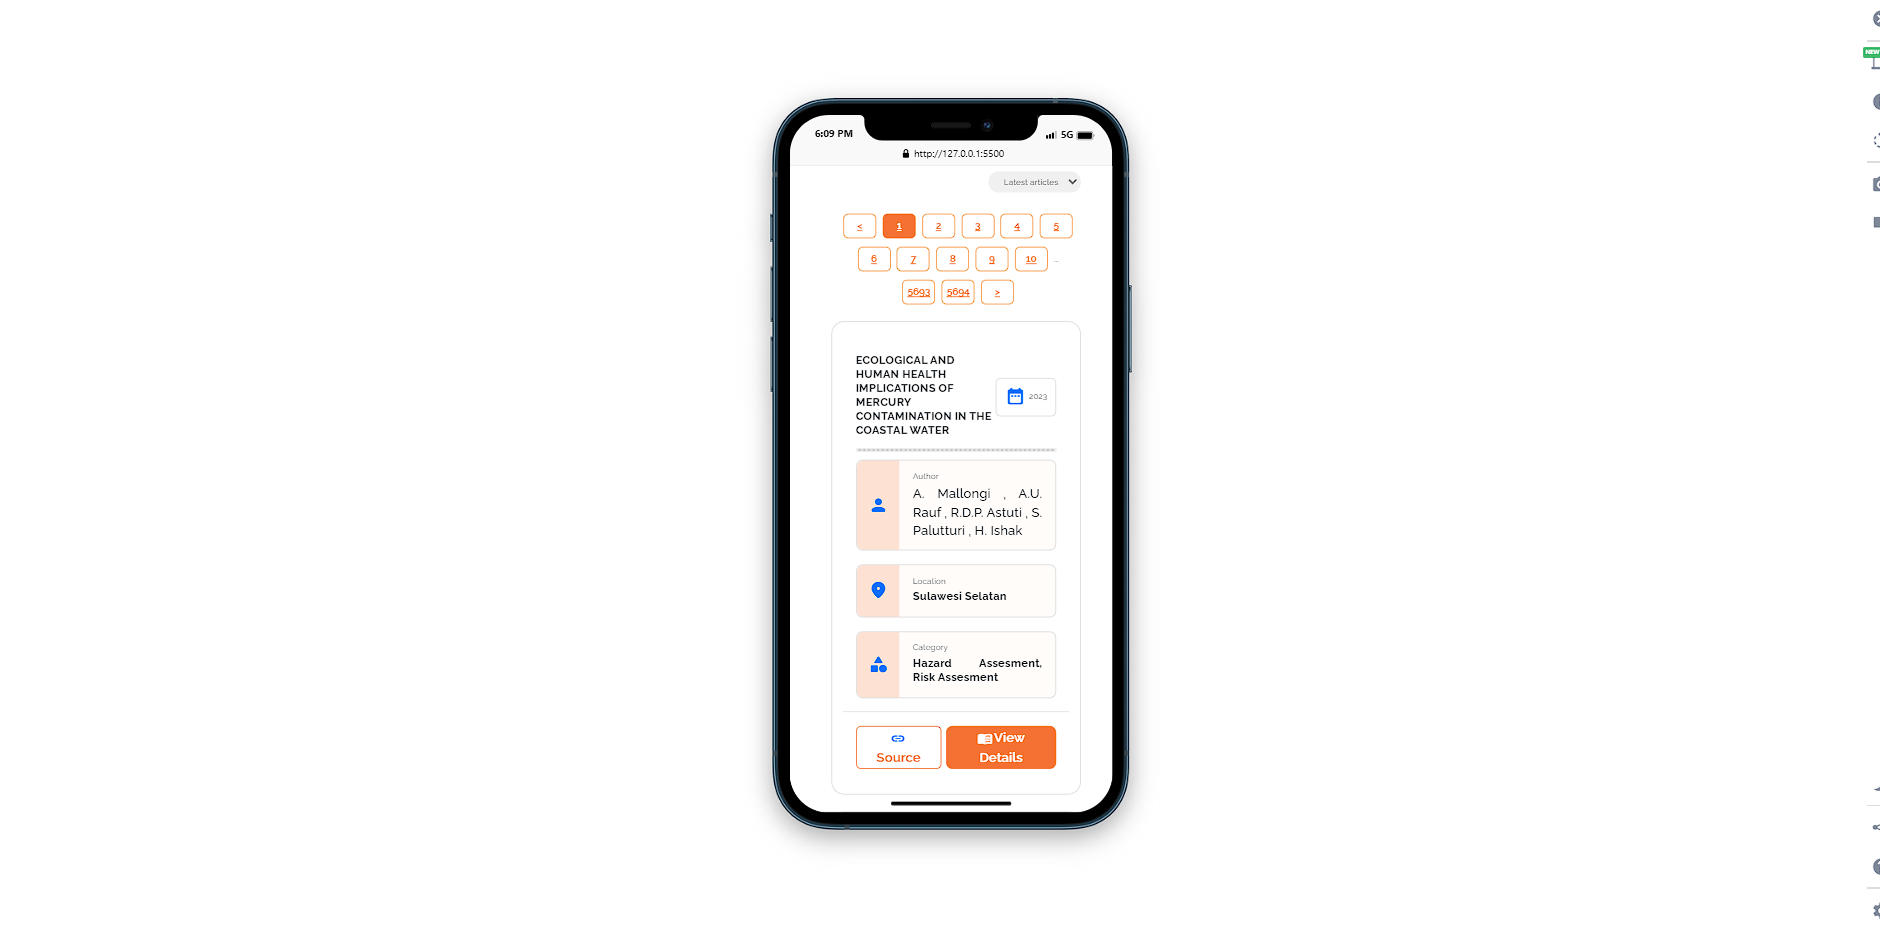 NEW
6:09 PM
5G
http://127.0.0.1:5500
Latest articles
< 1 2 3 4 5
6 7 8 9 10 ...
5693 5694 >
ECOLOGICAL AND
HUMAN HEALTH
IMPLICATIONS OF
MERCURY
CONTAMINATION IN THE
COASTAL WATER
2023
Author
A. Mallongi , A.U.
Rauf , R.D.P. Astuti , S.
Palutturi , H. Ishak
Location
Sulawesi Selatan
Category
Hazard Assesment,
Risk Assesment
Source
View
Details